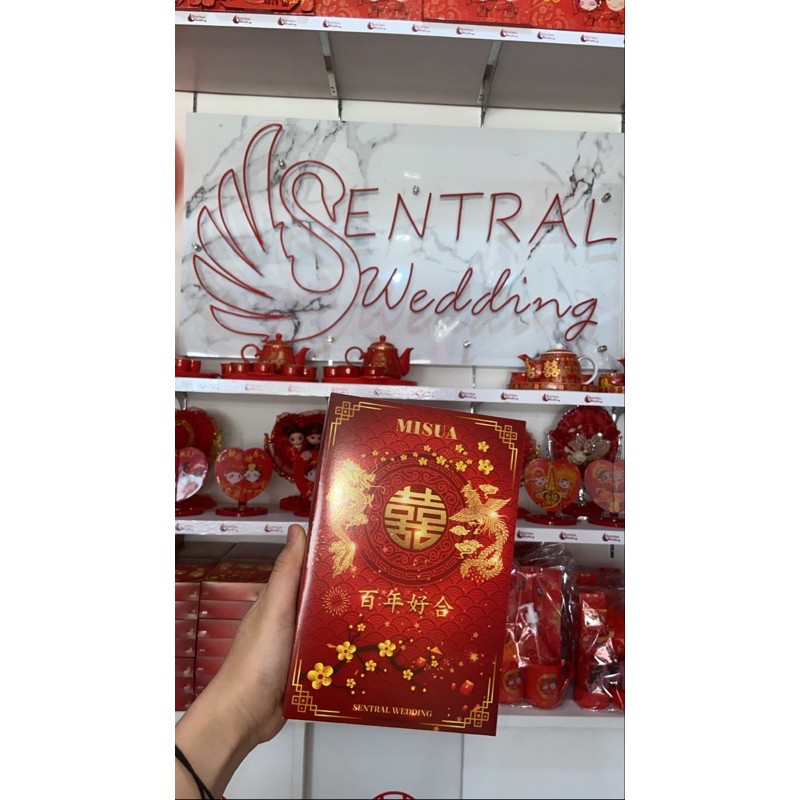 SENTRAL
Wedding
MISUA
囍
百年好合
SENTRAL WEDDING